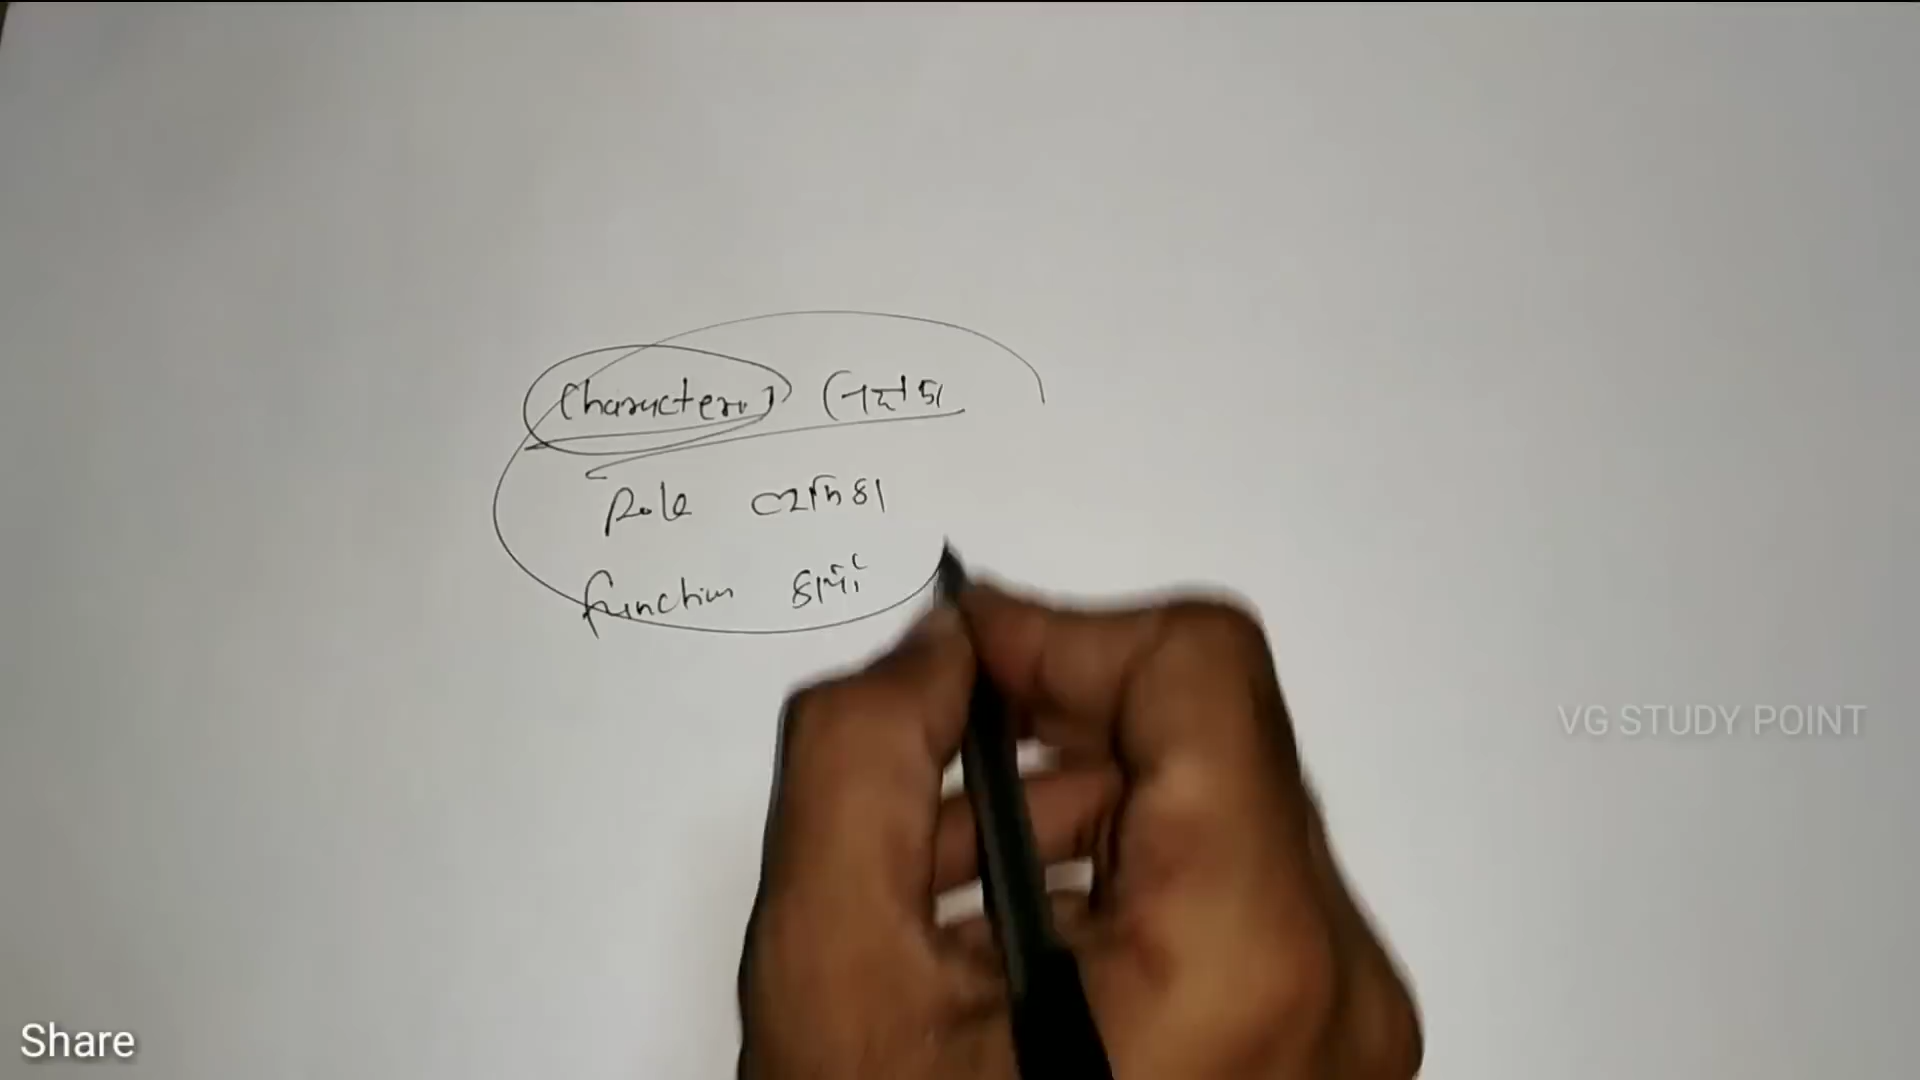 Characters
Role ભૂમિકા
function કાર્ય
VG STUDY POINT
Share